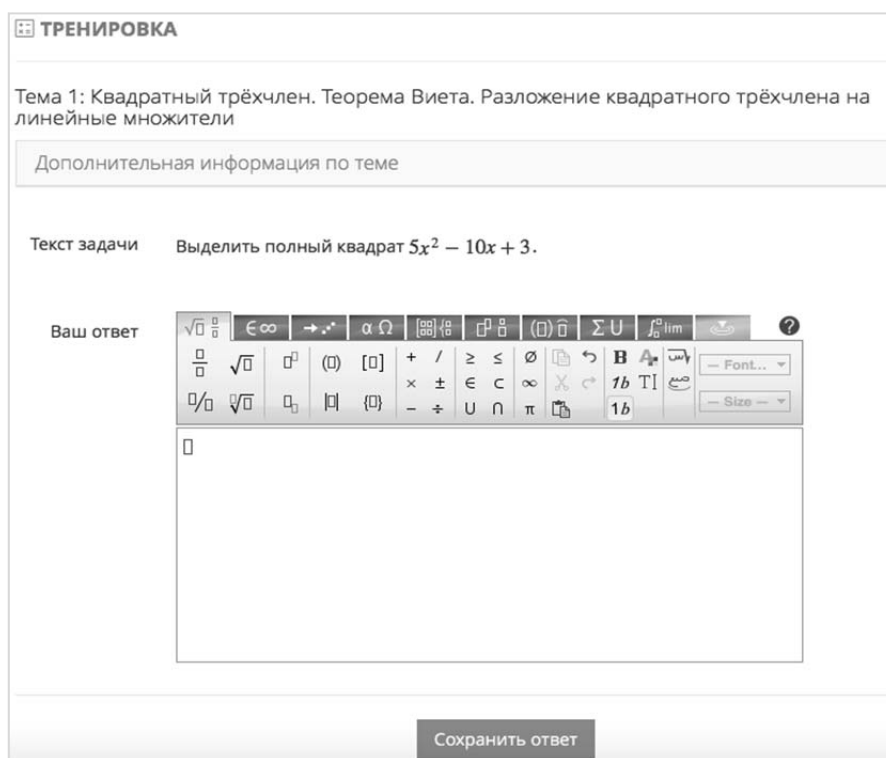 ТРЕНИРОВКА
Тема 1: Квадратный трёхчлен. Теорема Виета. Разложение квадратного трёхчлена на
линейные множители
Дополнительная информация по теме
Текст задачи Выделить полный квадрат 5x² − 10x + 3.
Ваш ответ
√▯ ▯/▯ ∈∞ → ⋰ α Ω [▯] {▯ ▯▯ (▯) ▯ Σ U ∫ lim ?
▯/▯ √▯ ▯▯ (▯) [▯] + / ≥ ≤ Ø B A — Font...
× ± ∈ ⊂ ∞ 1b TI
▯/▯ ▯√▯ ▯▯ |▯| {▯} − ÷ ∪ ∩ π 1b — Size —
Сохранить ответ